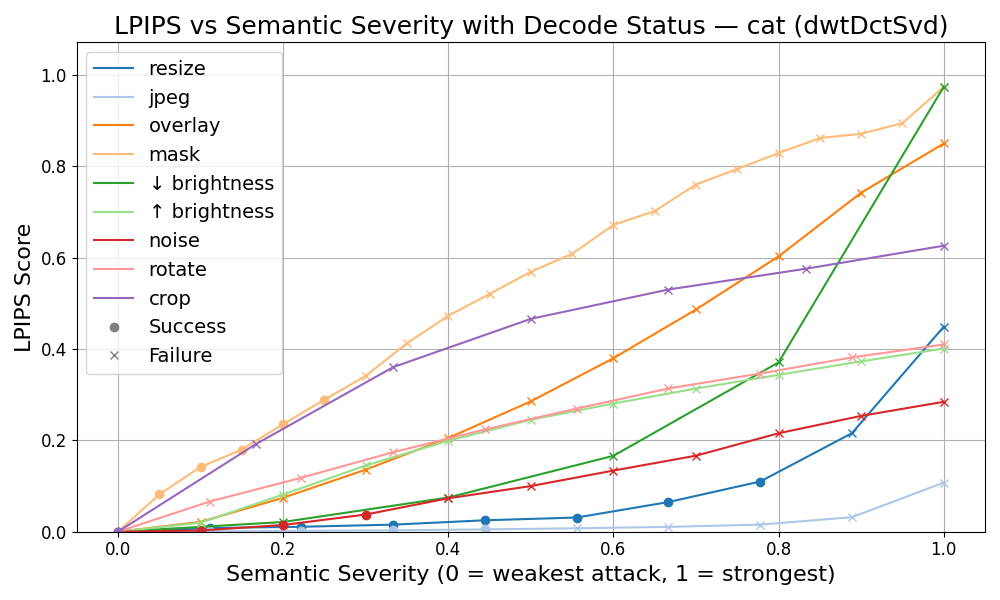 LPIPS vs Semantic Severity with Decode Status — cat (dwtDctSvd)
LPIPS Score
1.0
0.8
0.6
0.4
0.2
0.0
resize
jpeg
overlay
mask
↓ brightness
↑ brightness
noise
rotate
crop
Success
Failure
0.0 0.2 0.4 0.6 0.8 1.0
Semantic Severity (0 = weakest attack, 1 = strongest)